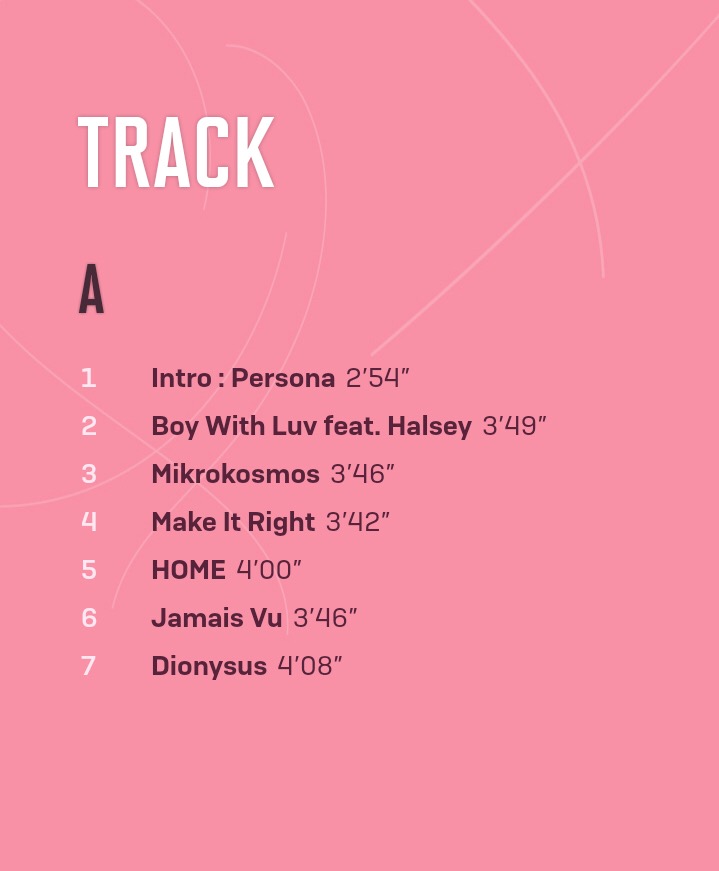 TRACK
A
1 Intro : Persona 2’54”
2 Boy With Luv feat. Halsey 3’49”
3 Mikrokosmos 3’46”
4 Make It Right 3’42”
5 HOME 4’00”
6 Jamais Vu 3’46”
7 Dionysus 4’08”